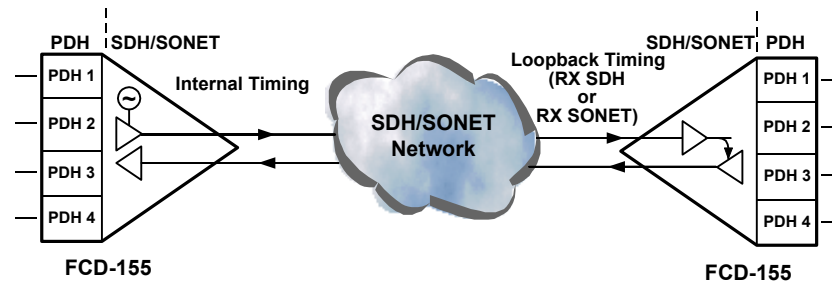 PDH
SDH/SONET
PDH 1
PDH 2
PDH 3
PDH 4
FCD-155
Internal Timing
~
SDH/SONET
Network
Loopback Timing
(RX SDH
or
RX SONET)
SDH/SONET
PDH
PDH 1
PDH 2
PDH 3
PDH 4
FCD-155